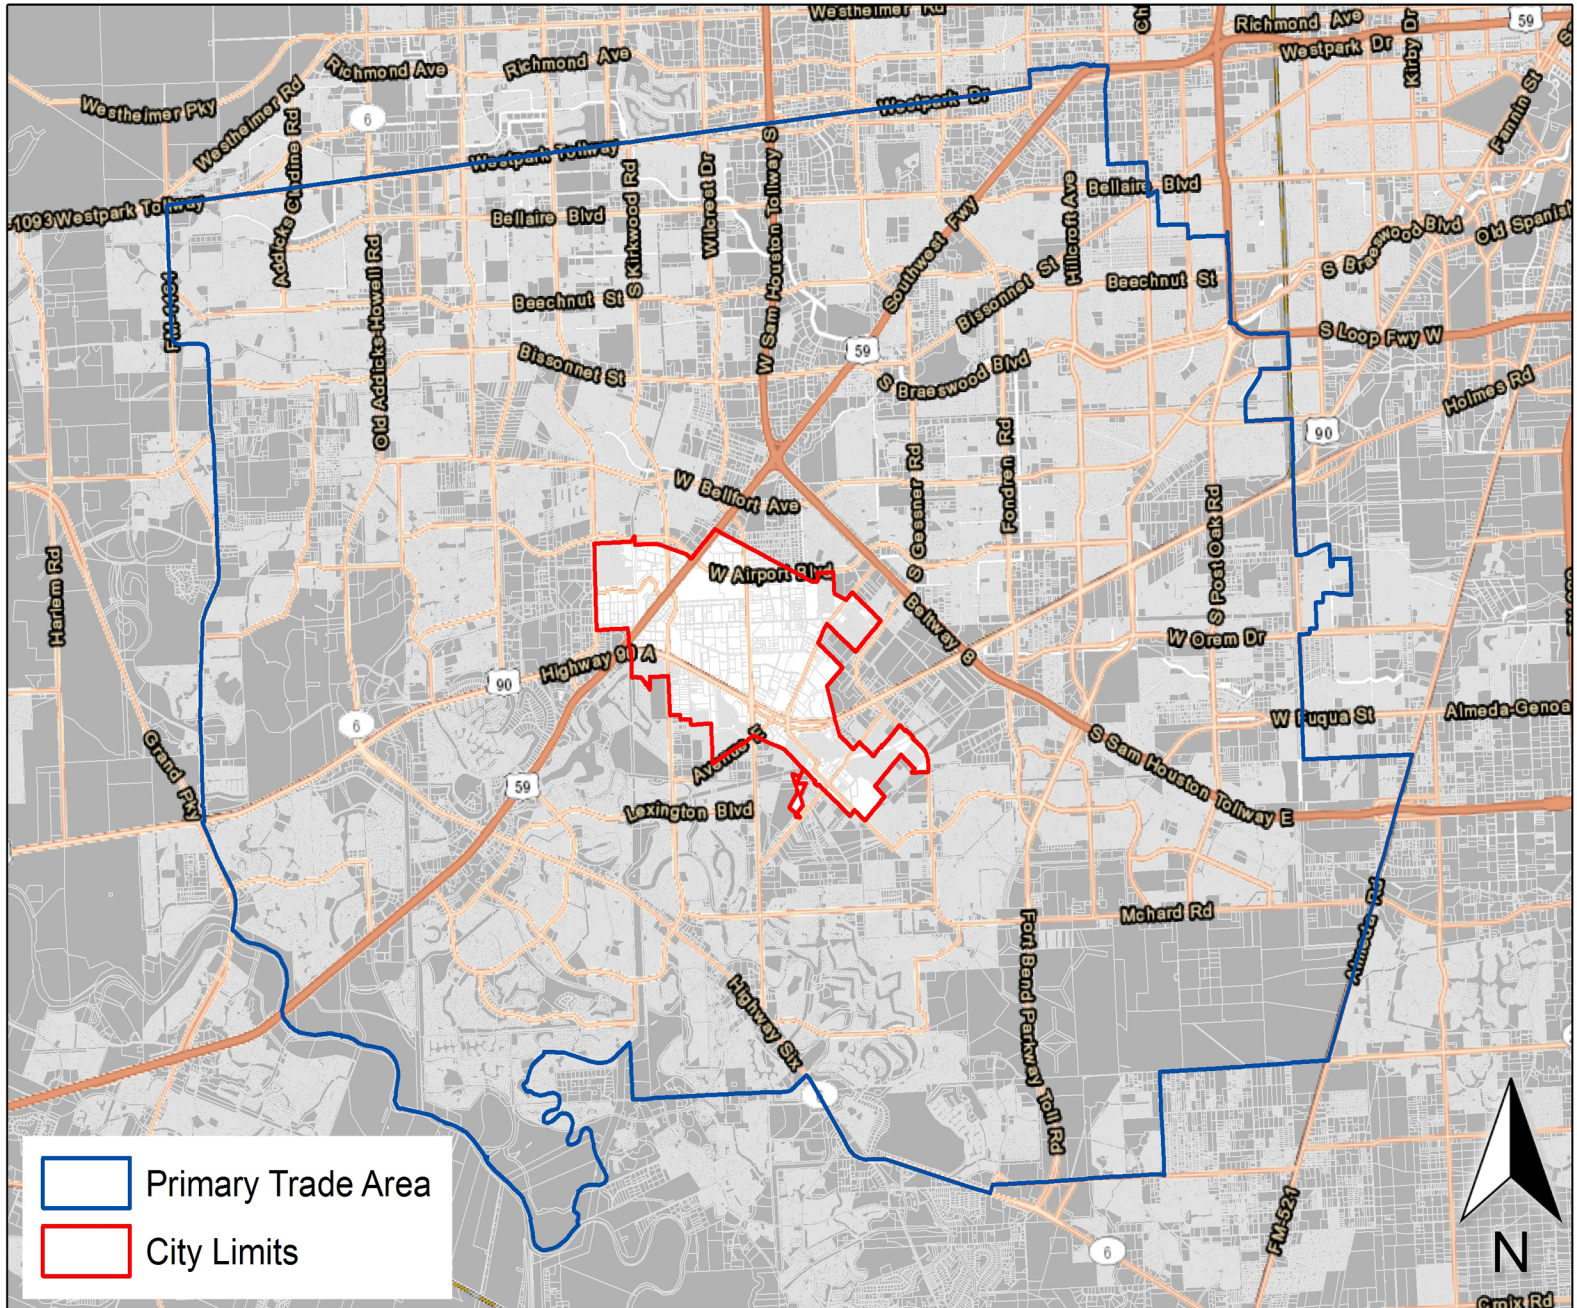 Westheimer Rd
Richmond Ave
59
Westpark Dr
Kirby Dr
Richmond Ave
Richmond Ave
Westheimer Pky
Westheimer Rd
6
Fannin St
Westpark Dr
Westpark Tollway
Addicks Clodine Rd
S Kirkwood Rd
Wilcrest Dr
W Sam Houston Tollway S
Bellaire Blvd
Hillcroft Ave
1093 Westpark Tollway
Bellaire Blvd
Southwest Fwy
S Braeswood Blvd
Old Spanish
Old Addicks-Howell Rd
Beechnut St
Bissonnet St
Beechnut St
S Loop Fwy W
59
Bissonnet St
S Braeswood Blvd
Holmes Rd
90
S Gessner Rd
Fondren Rd
W Bellfort Ave
S Post Oak Rd
Harlem Rd
W Airport Blvd
Beltway 8
W Orem Dr
Highway 90 A
90
6
W Fuqua St
Almeda-Genoa
Grand Pky
Avenue E
S Sam Houston Tollway E
59
Lexington Blvd
Mchard Rd
Almeda Rd
Fort Bend Parkway Toll Rd
Highway Six
FM-521
6
Primary Trade Area
City Limits
N